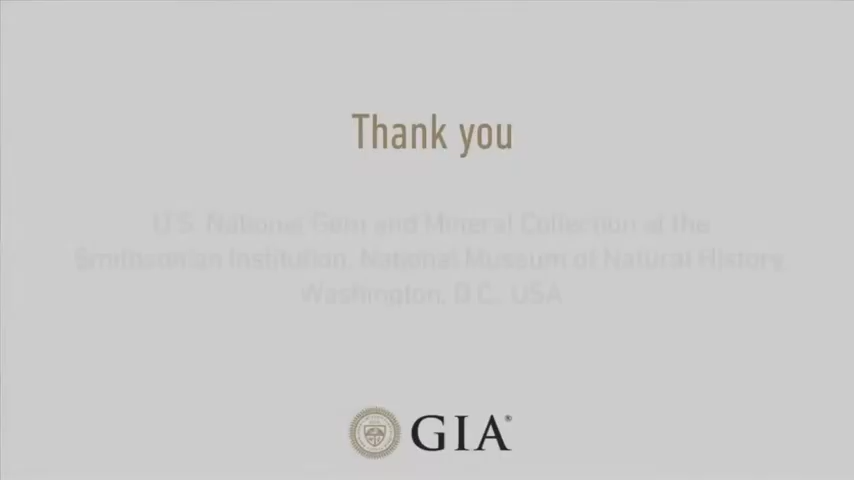 Thank you
U.S. National Gem and Mineral Collection at the
Smithsonian Institution, National Museum of Natural History,
Washington, D.C., USA
GIA®